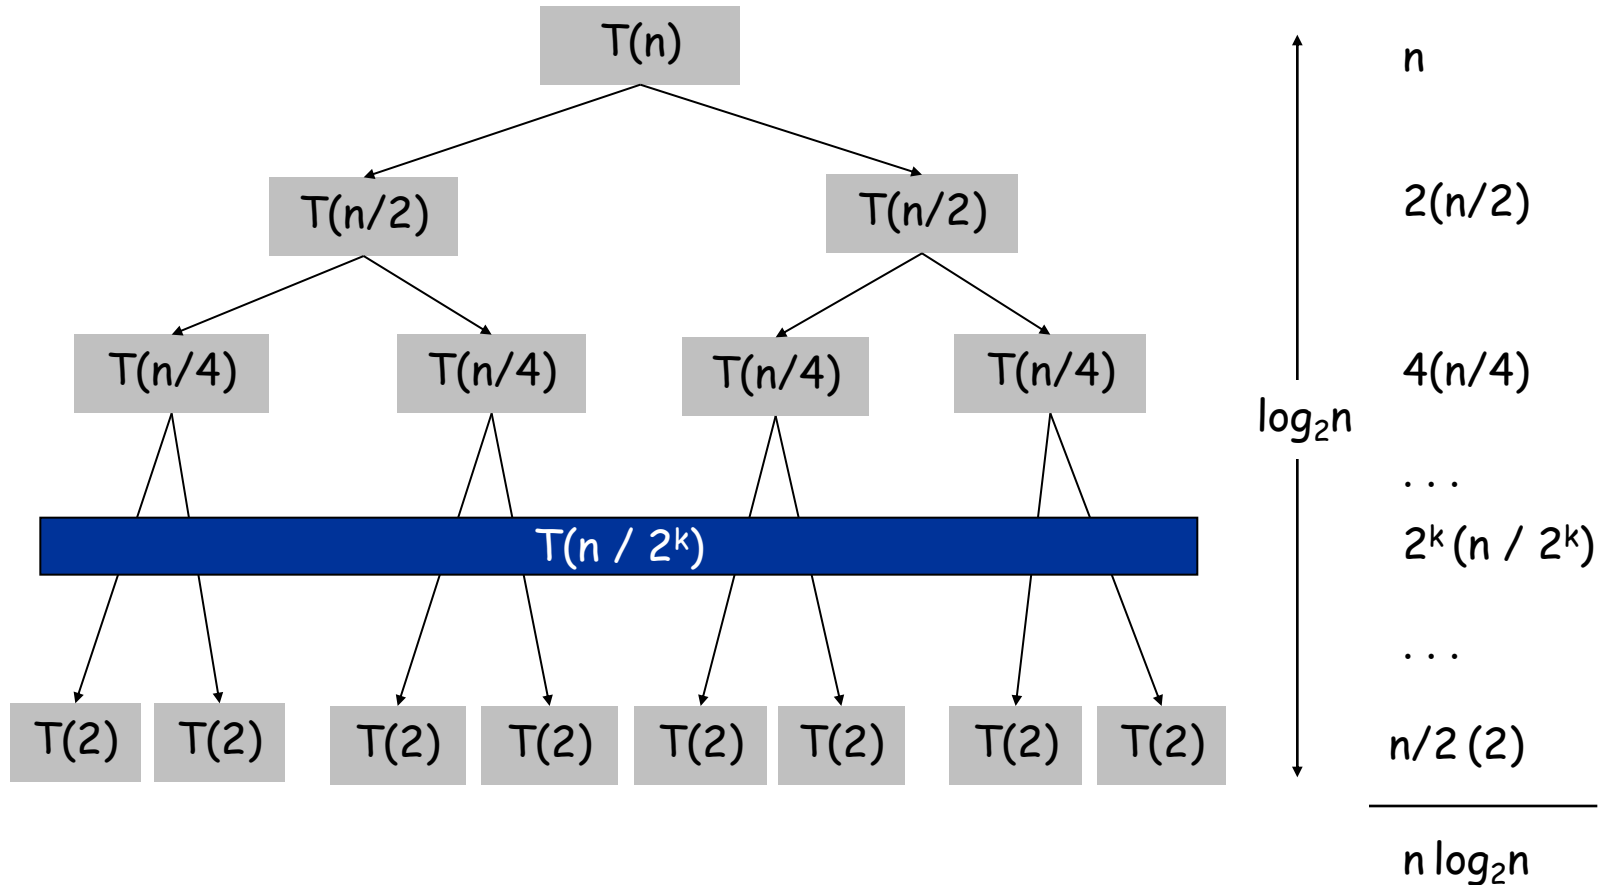 T(n) n
T(n/2) T(n/2) 2(n/2)
T(n/4) T(n/4) T(n/4) T(n/4) 4(n/4)
log₂n
. . .
T(n / 2ᵏ) 2ᵏ (n / 2ᵏ)
. . .
T(2) T(2) T(2) T(2) T(2) T(2) T(2) T(2) n/2 (2)
n log₂n